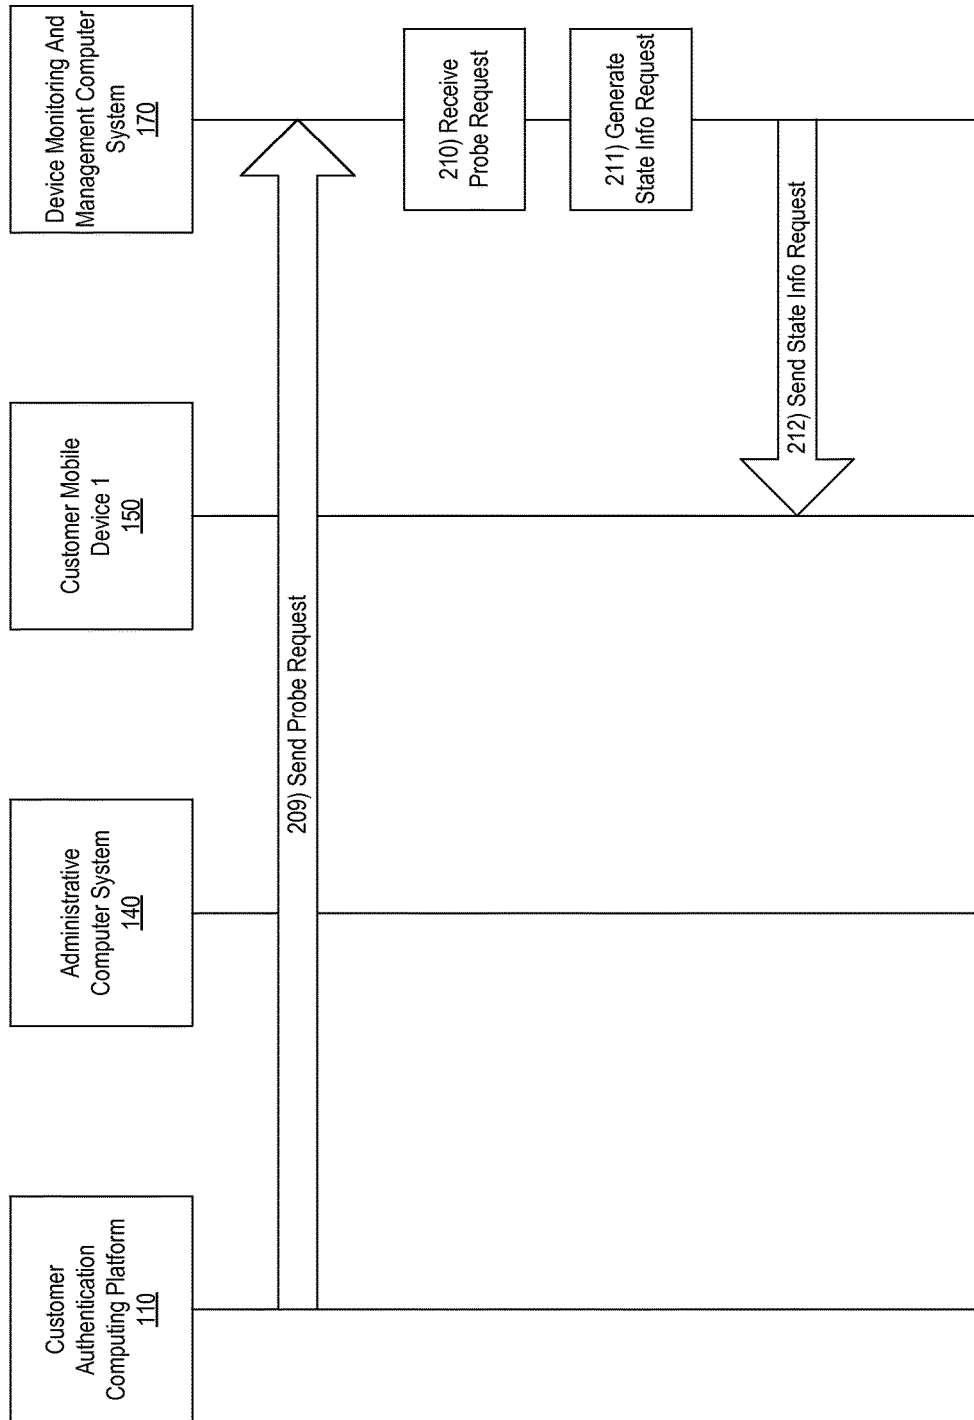 Customer
Authentication
Computing Platform
110
Administrative
Computer System
140
Customer Mobile
Device 1
150
Device Monitoring And
Management Computer
System
170
209) Send Probe Request
210) Receive
Probe Request
211) Generate
State Info Request
212) Send State Info Request